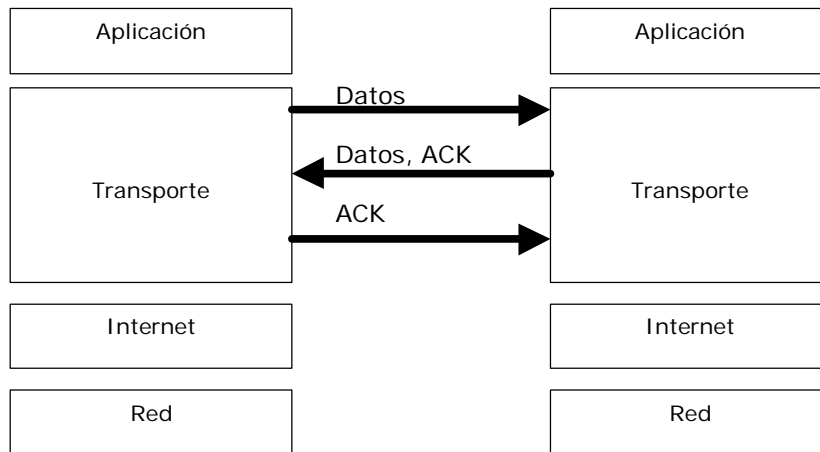 Aplicación
Aplicación
Datos
Datos, ACK
Transporte
Transporte
ACK
Internet
Internet
Red
Red